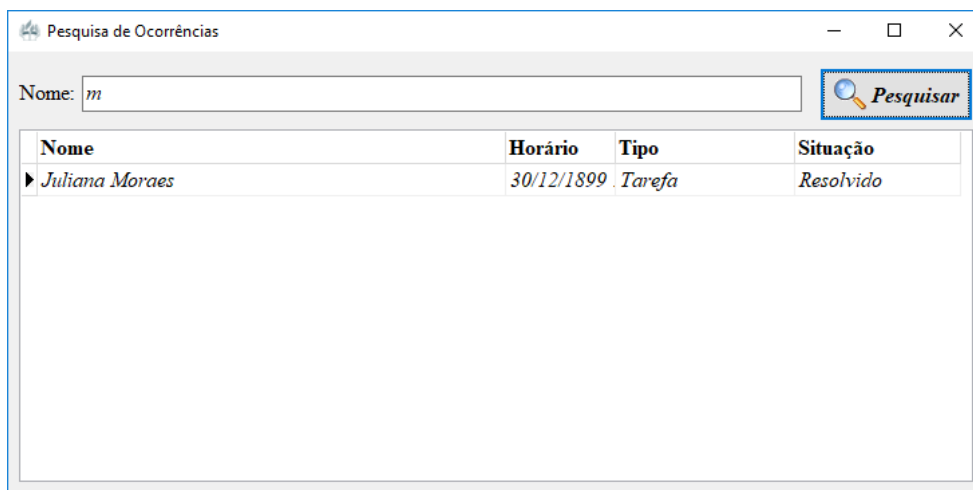 Pesquisa de Ocorrências
Nome: m Pesquisar
Nome Horário Tipo Situação
Juliana Moraes 30/12/1899 Tarefa Resolvido